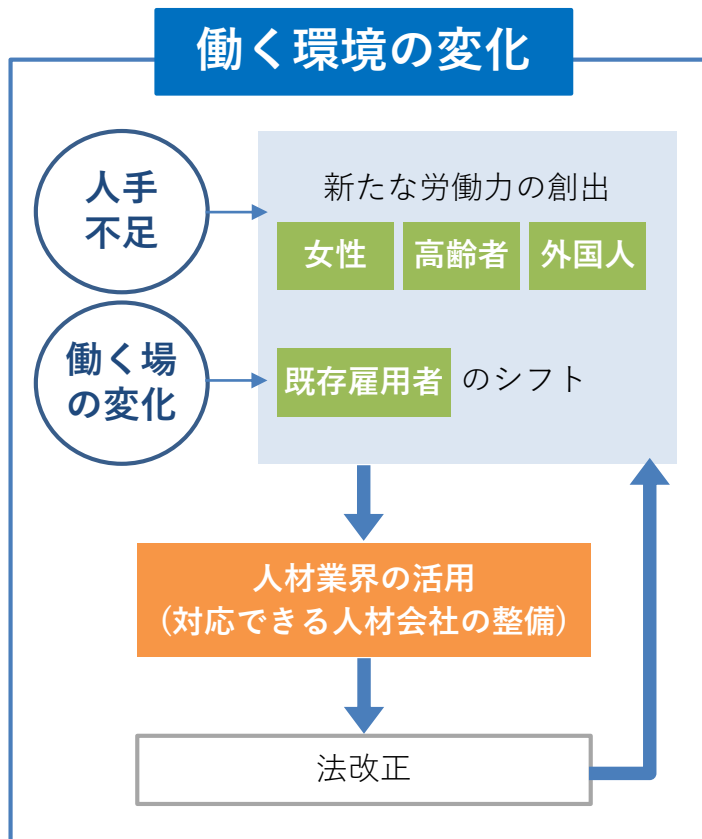 働く環境の変化
人手
不足
新たな労働力の創出
女性 高齢者 外国人
働く場
の変化
既存雇用者 のシフト
人材業界の活用
(対応できる人材会社の整備)
法改正